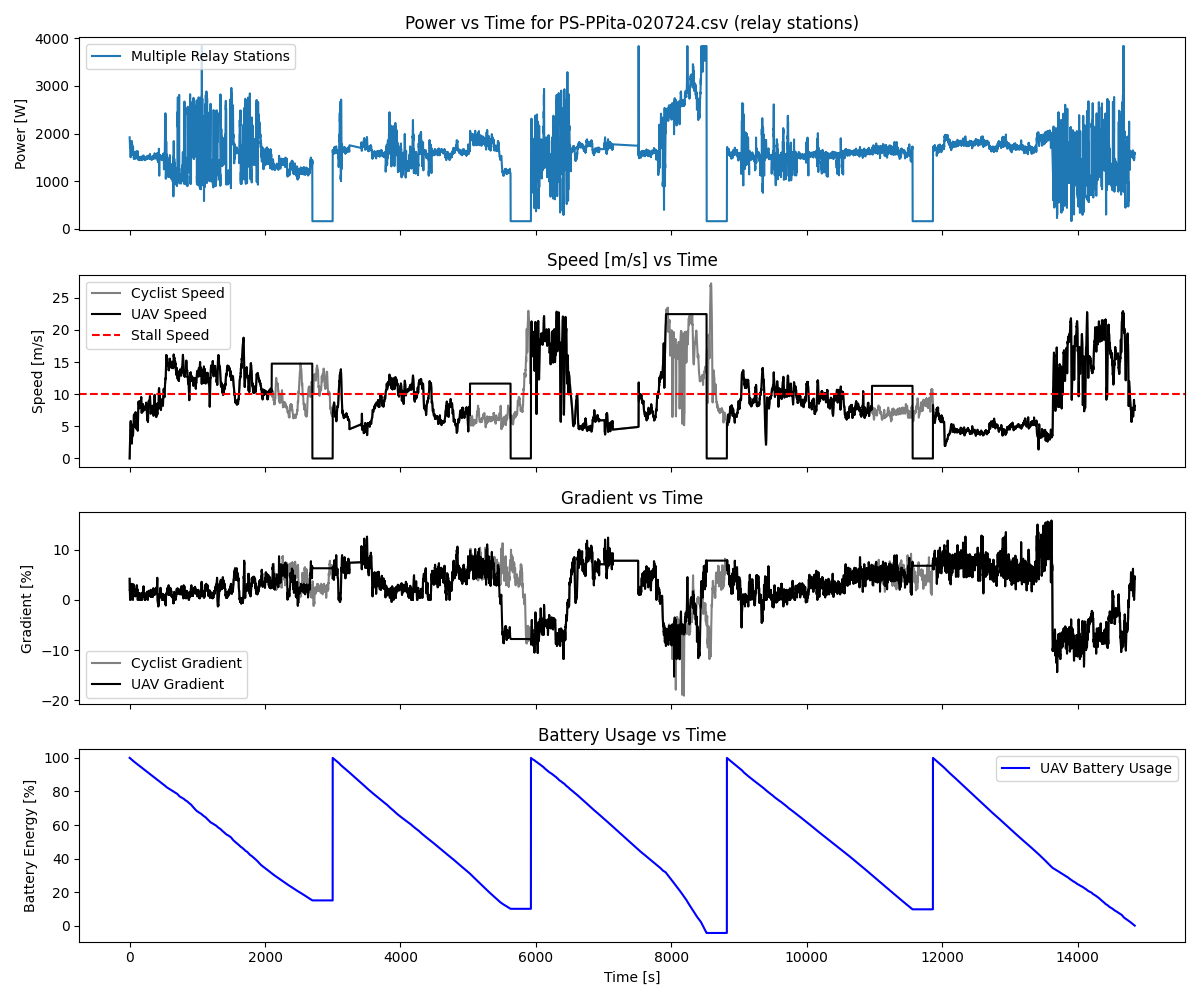 Power vs Time for PS-PPita-020724.csv (relay stations)
4000
3000
2000
1000
0
Power [W]
Multiple Relay Stations
Speed [m/s] vs Time
25
20
15
10
5
0
Speed [m/s]
Cyclist Speed
UAV Speed
Stall Speed
Gradient vs Time
10
0
−10
−20
Gradient [%]
Cyclist Gradient
UAV Gradient
Battery Usage vs Time
100
80
60
40
20
0
Battery Energy [%]
UAV Battery Usage
0 2000 4000 6000 8000 10000 12000 14000
Time [s]